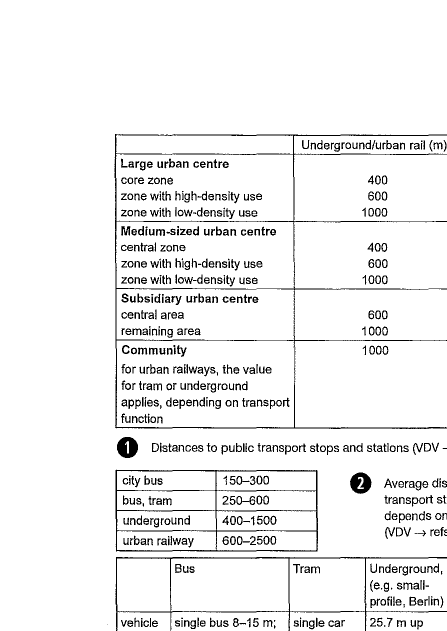 Underground/urban rail (m)
Large urban centre
core zone 400
zone with high-density use 600
zone with low-density use 1000
Medium-sized urban centre
central zone 400
zone with high-density use 600
zone with low-density use 1000
Subsidiary urban centre
central area 600
remaining area 1000
Community 1000
for urban railways, the value
for tram or underground
applies, depending on transport
function
1 Distances to public transport stops and stations (VDV –
city bus 150–300
bus, tram 250–600
underground 400–1500
urban railway 600–2500
2 Average dis
transport st
depends on
(VDV → refs
Bus Tram Underground,
(e.g. small-
profile, Berlin)
vehicle single bus 8–15 m; single car 25.7 m up